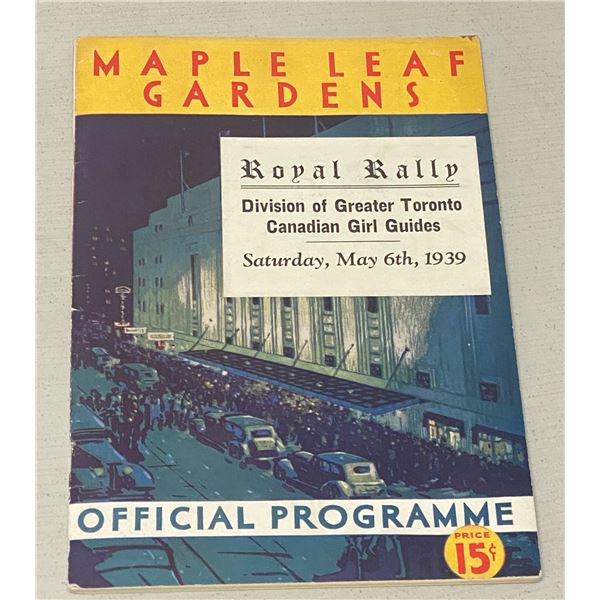 MAPLE LEAF
GARDENS
Royal Rally
Division of Greater Toronto
Canadian Girl Guides
Saturday, May 6th, 1939
OFFICIAL PROGRAMME
PRICE
15¢